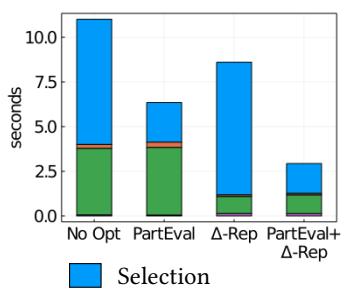 10.0
7.5
5.0
2.5
0.0
seconds
No Opt PartEval Δ-Rep PartEval+
Δ-Rep
Selection